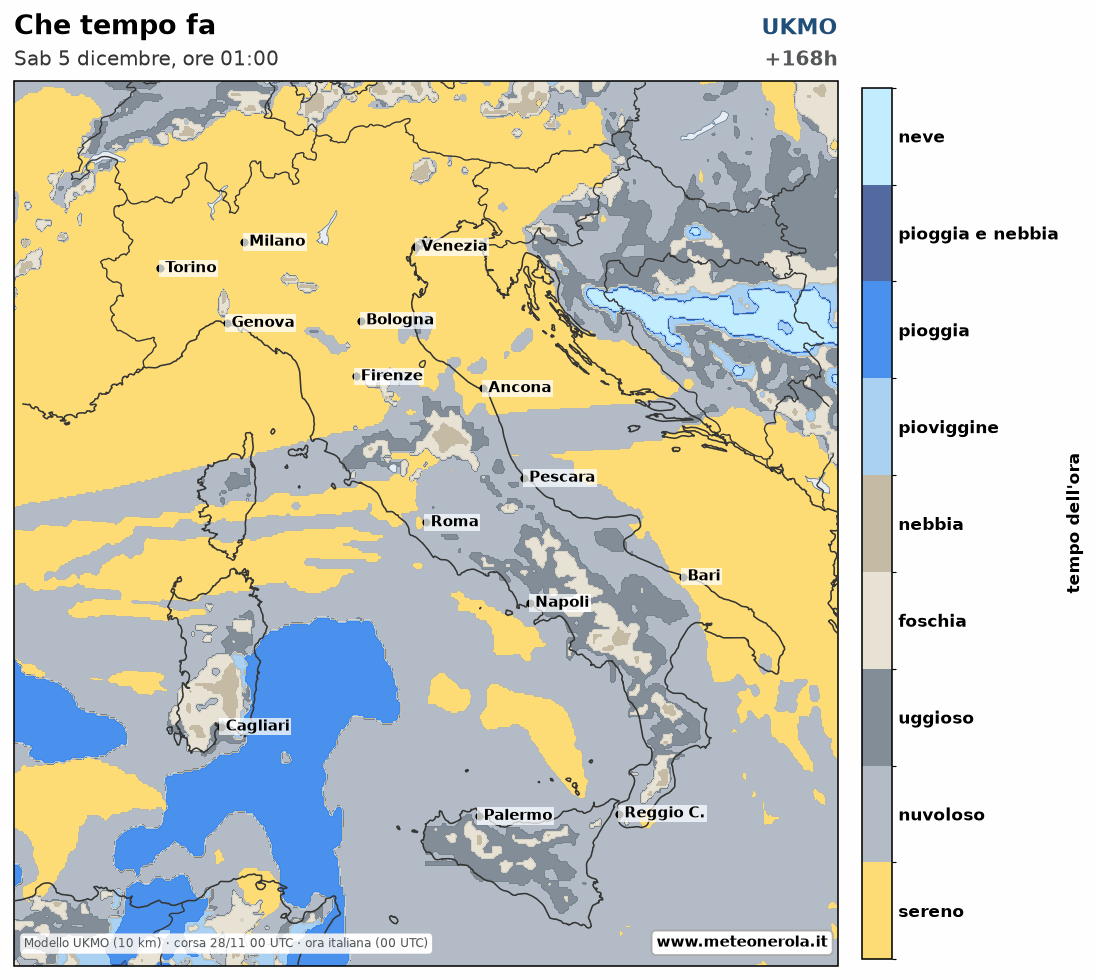 Che tempo fa
UKMO
Sab 5 dicembre, ore 01:00
+168h
neve
pioggia e nebbia
pioggia
pioviggine
nebbia
foschia
uggioso
nuvoloso
sereno
tempo dell'ora
Milano
Venezia
Torino
Genova
Bologna
Firenze
Ancona
Pescara
Roma
Bari
Napoli
Cagliari
Palermo
Reggio C.
Modello UKMO (10 km) · corsa 28/11 00 UTC · ora italiana (00 UTC)
www.meteonerola.it